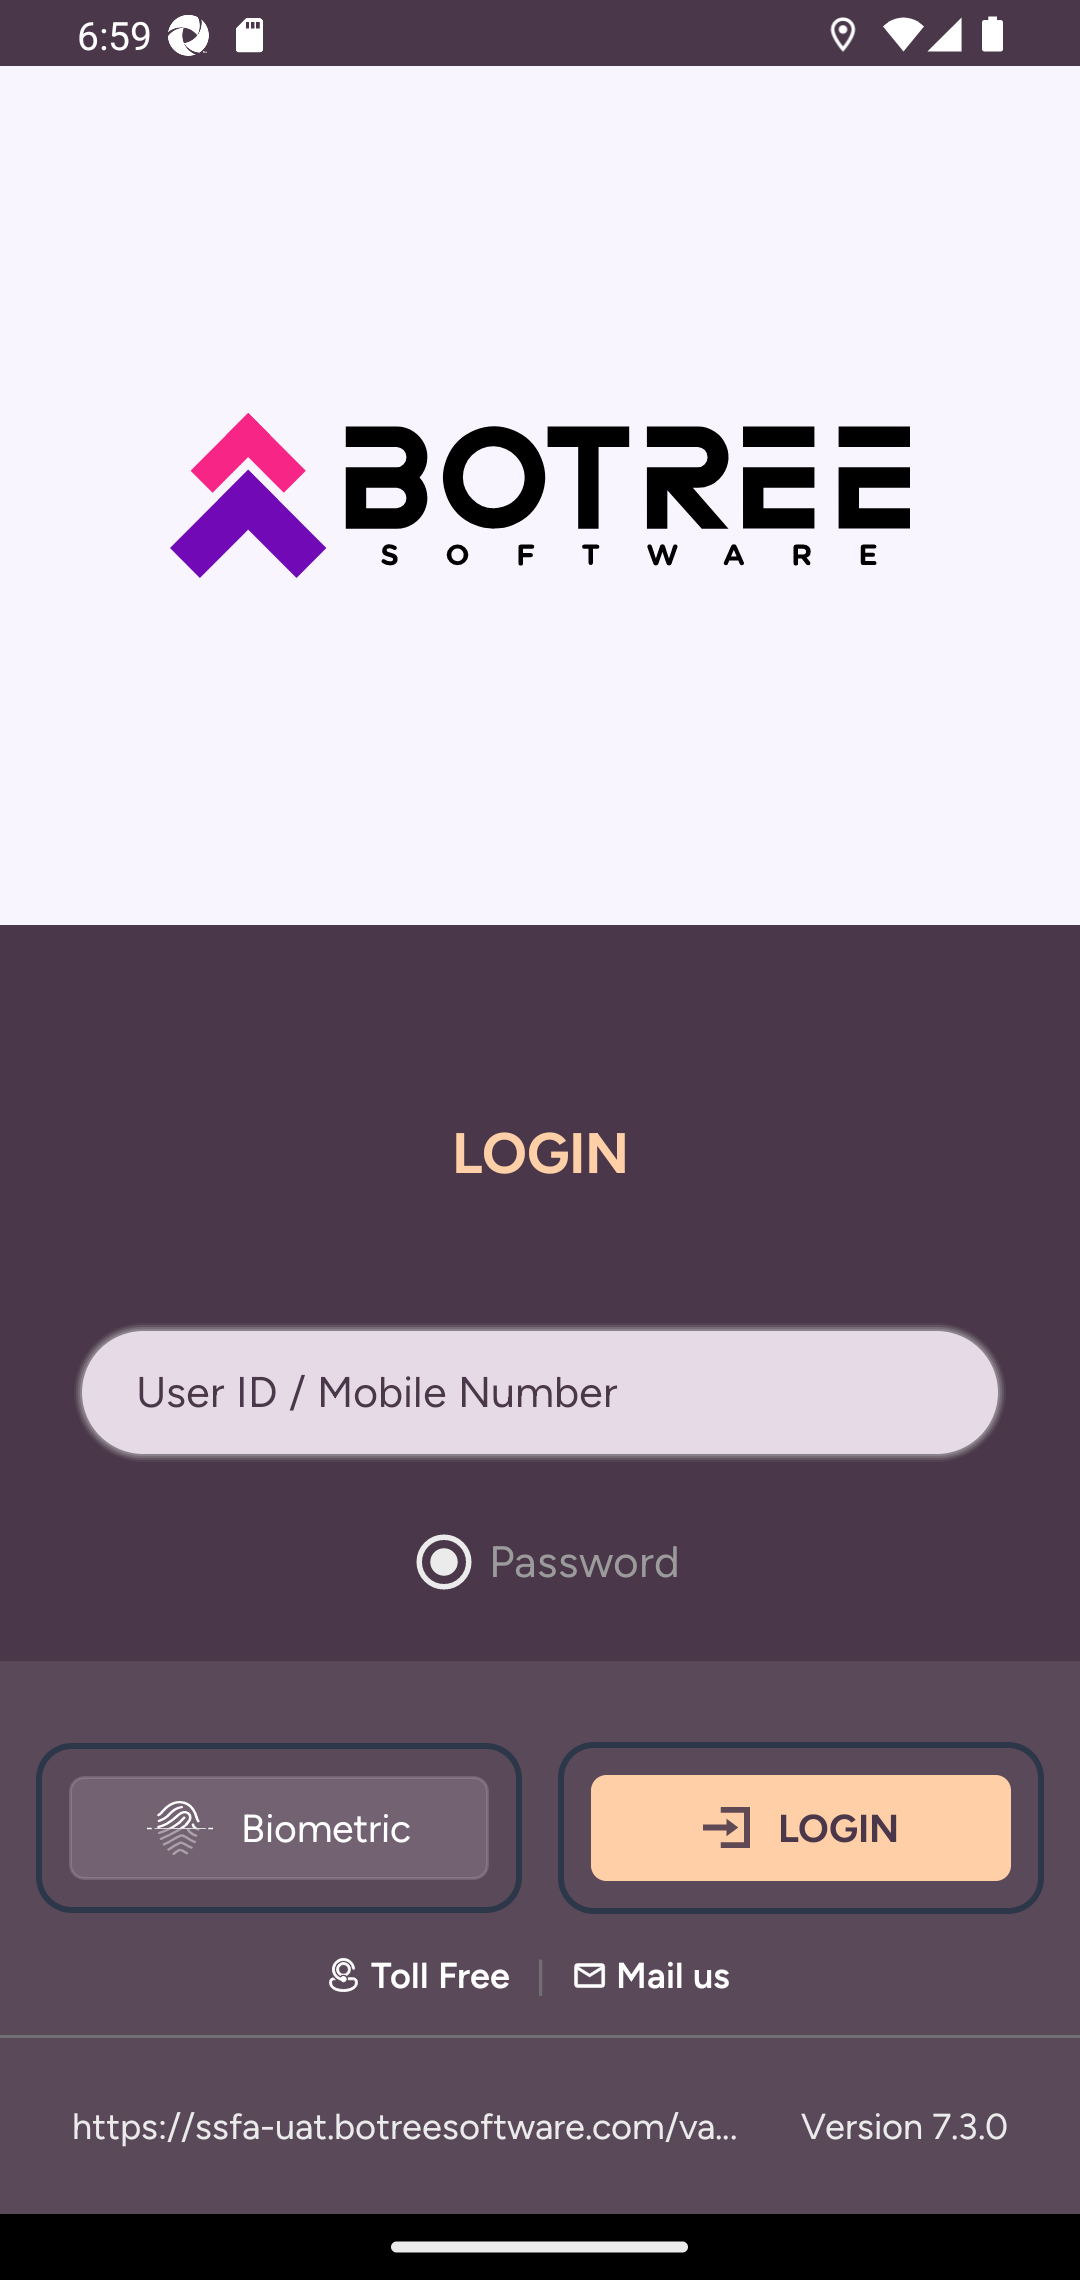 6:59
BOTREE
SOFTWARE
LOGIN
User ID / Mobile Number
Password
Biometric
LOGIN
Toll Free
Mail us
https://ssfa-uat.botreesoftware.com/va...
Version 7.3.0